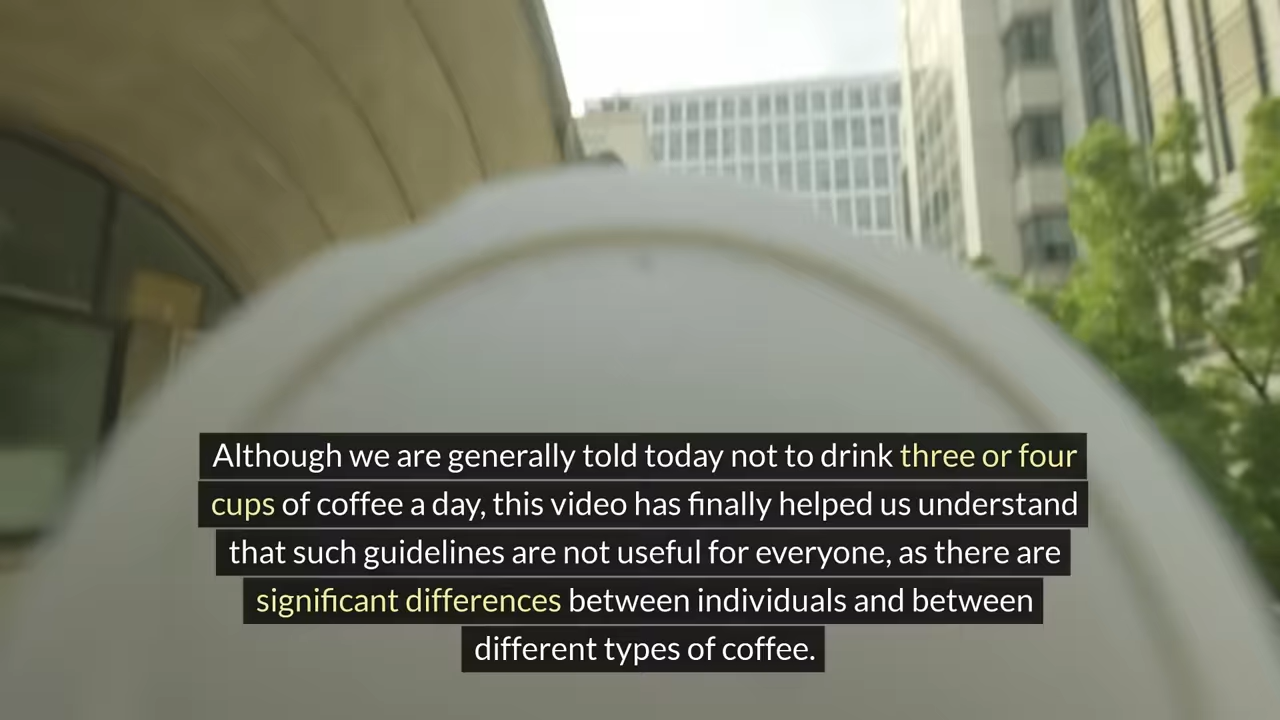 Although we are generally told today not to drink three or four
cups of coffee a day, this video has finally helped us understand
that such guidelines are not useful for everyone, as there are
significant differences between individuals and between
different types of coffee.